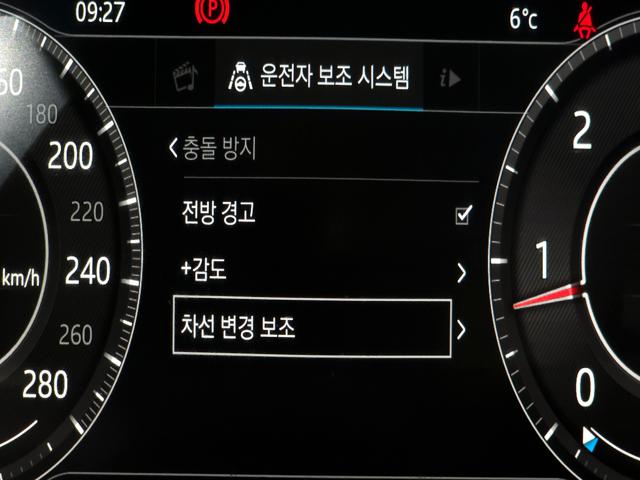 09:27
P
6°c
운전자 보조 시스템
i
충돌 방지
전방 경고
+감도
차선 변경 보조
180
200
220
240
km/h
260
280
2
1
0